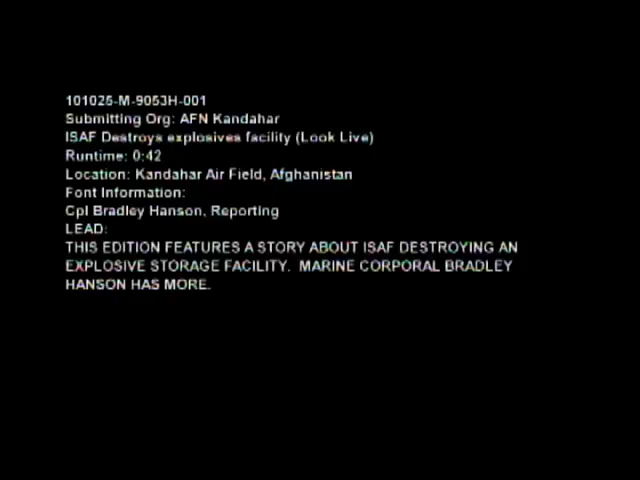 101025-M-9053H-001
Submitting Org: AFN Kandahar
ISAF Destroys explosives facility (Look Live)
Runtime: 0:42
Location: Kandahar Air Field, Afghanistan
Font Information:
Cpl Bradley Hanson, Reporting
LEAD:
THIS EDITION FEATURES A STORY ABOUT ISAF DESTROYING AN
EXPLOSIVE STORAGE FACILITY.  MARINE CORPORAL BRADLEY
HANSON HAS MORE.